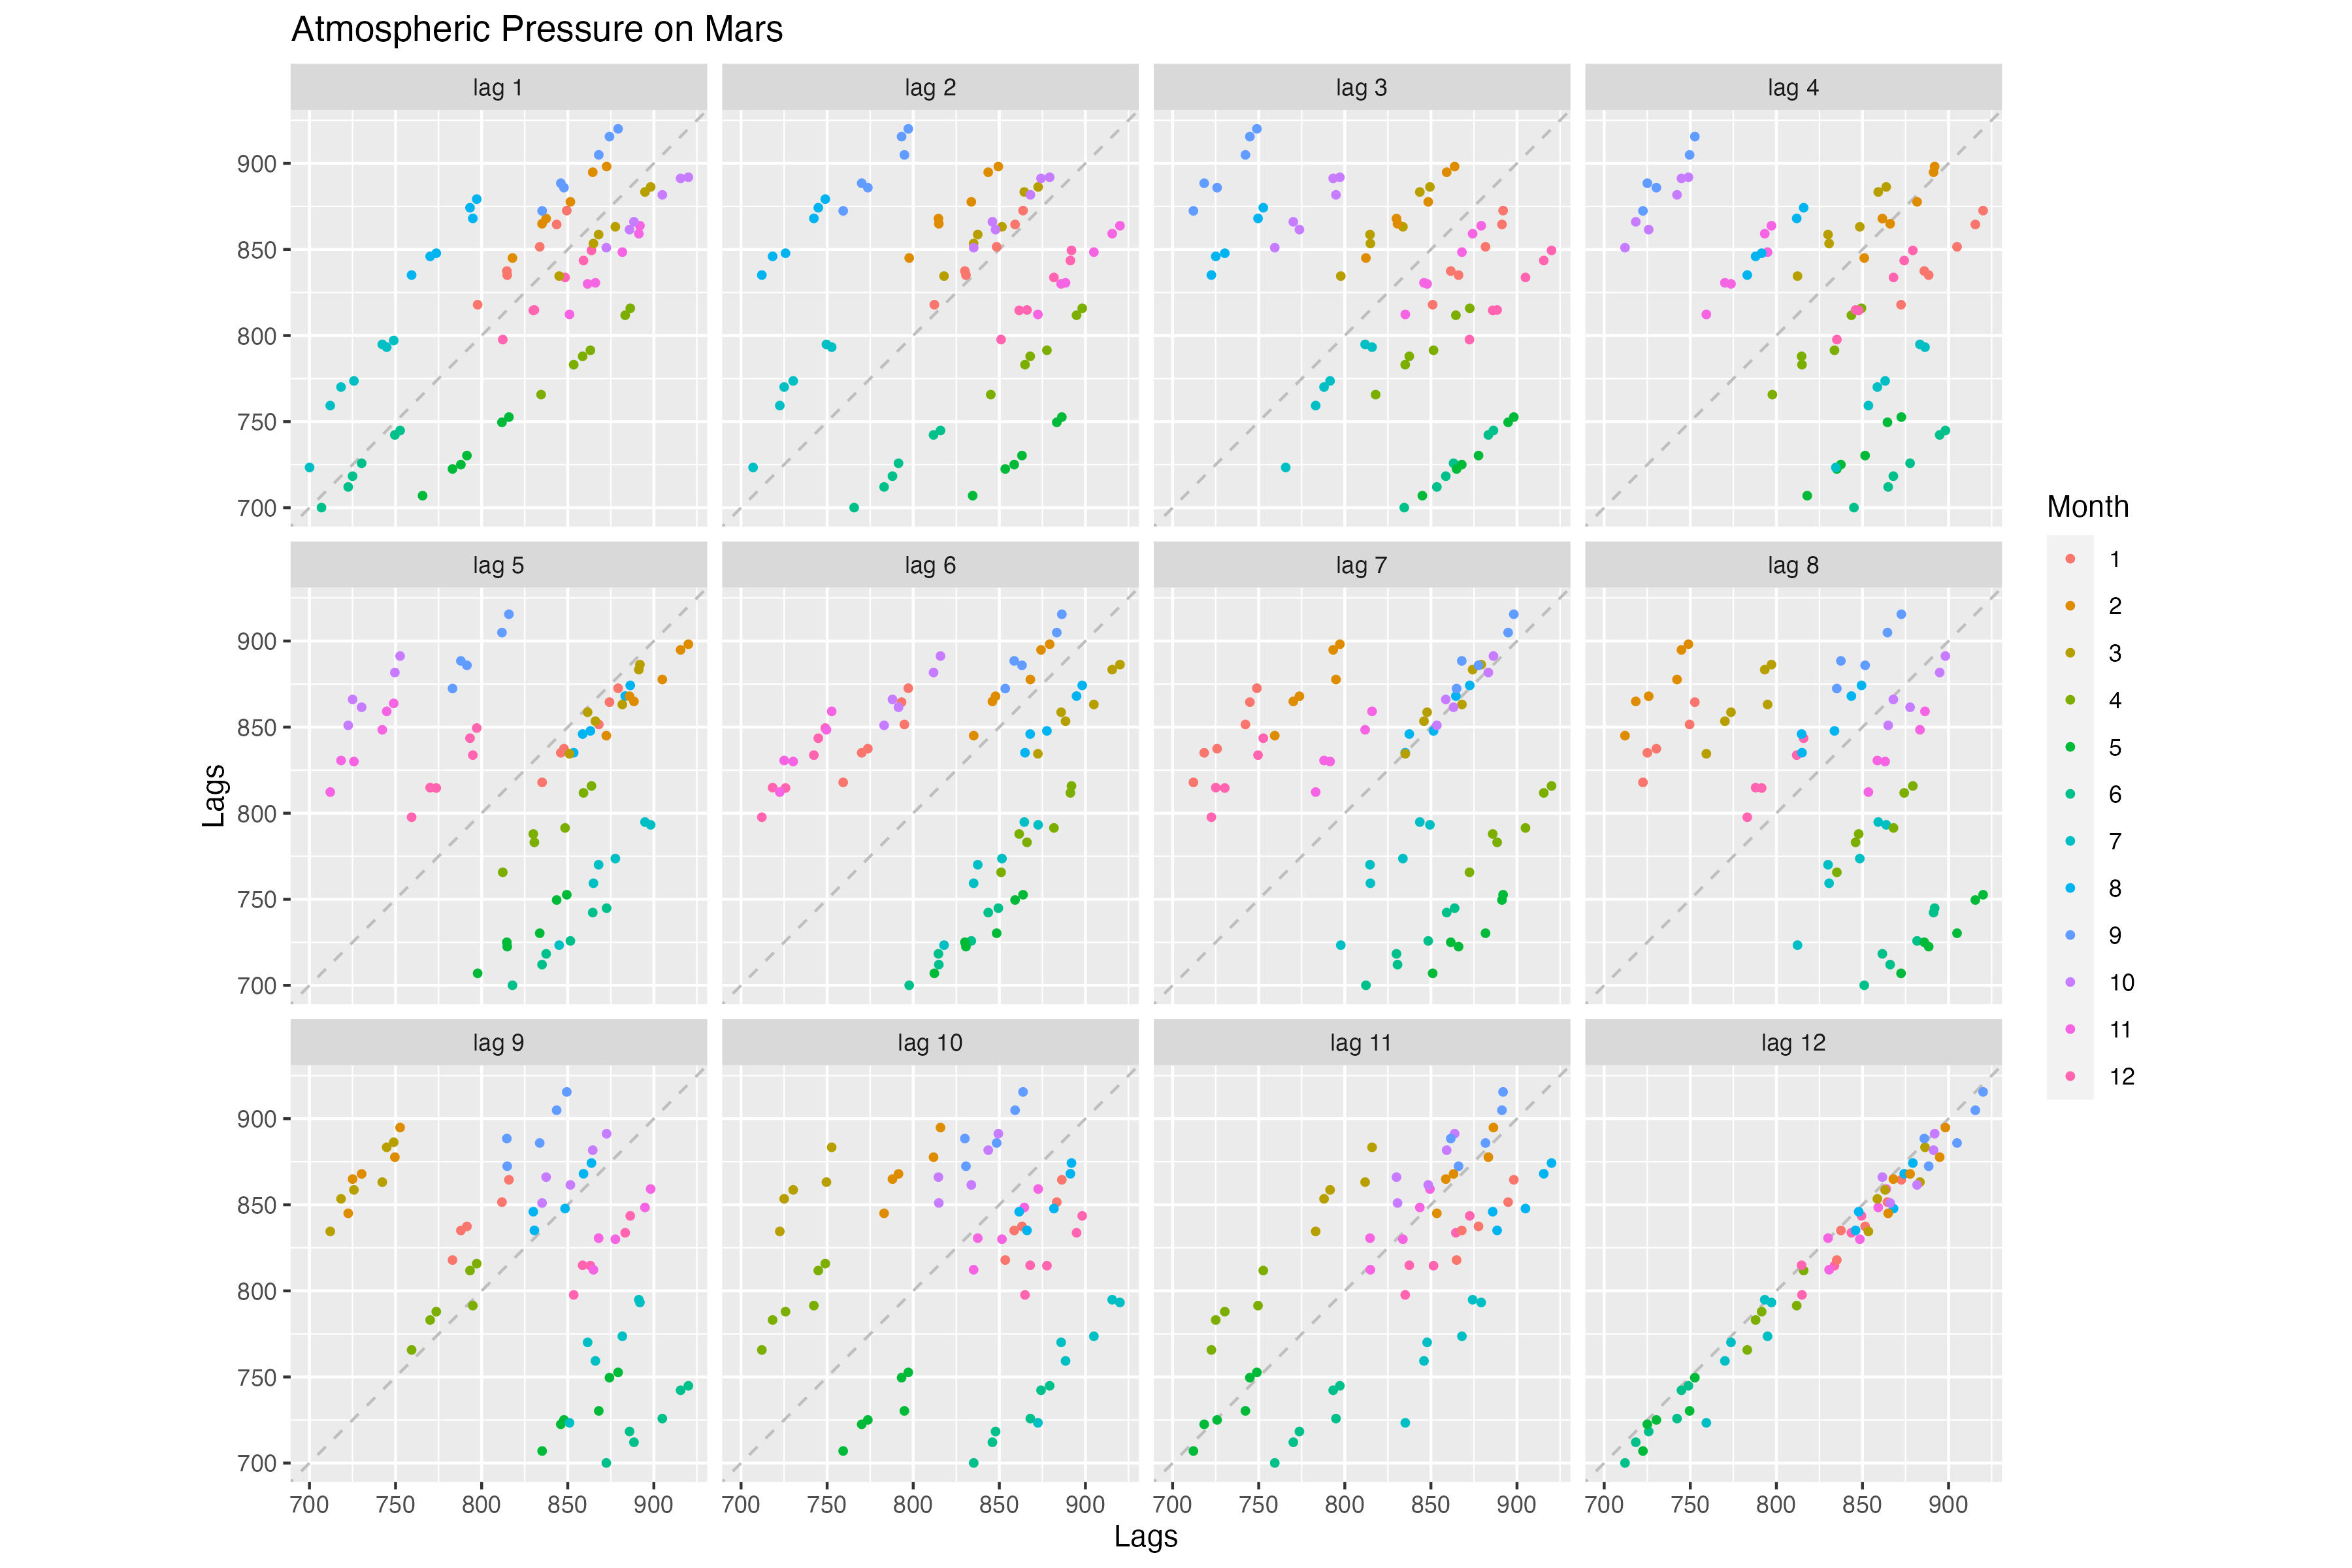 Atmospheric Pressure on Mars
lag 1
lag 2
lag 3
lag 4
900
850
800
750
700
lag 5
lag 6
lag 7
lag 8
900
850
800
750
700
lag 9
lag 10
lag 11
lag 12
900
850
800
750
700
700 750 800 850 900
700 750 800 850 900
700 750 800 850 900
700 750 800 850 900
Lags
Lags
Month
1
2
3
4
5
6
7
8
9
10
11
12